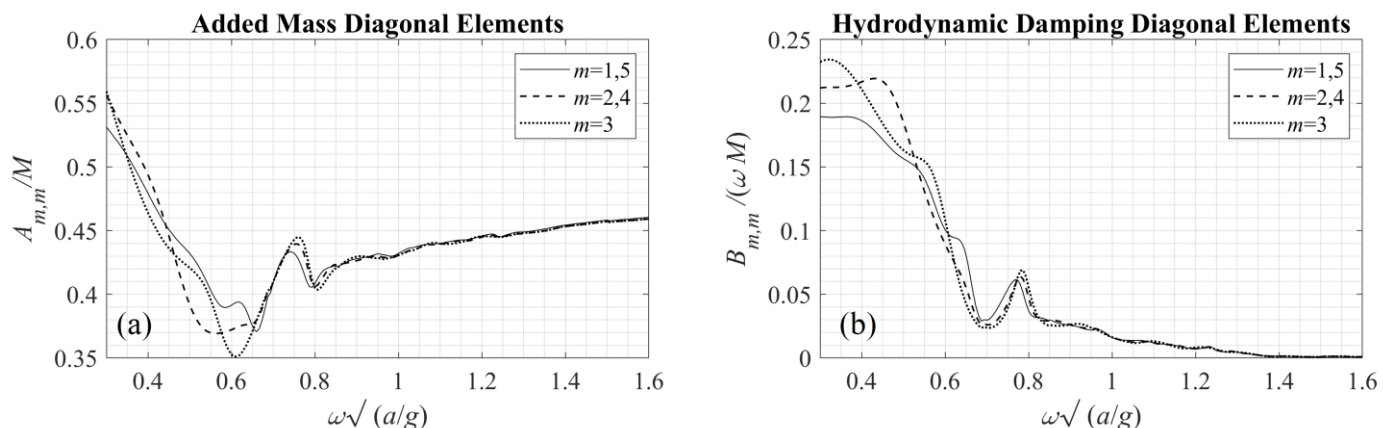 Added Mass Diagonal Elements
0.6
0.55
0.5
0.45
0.4
0.35
A_{m,m}/M
m=1,5
m=2,4
m=3
(a)
0.4 0.6 0.8 1 1.2 1.4 1.6
ω√ (a/g)
Hydrodynamic Damping Diagonal Elements
0.25
0.2
0.15
0.1
0.05
0
B_{m,m}/(ω M)
m=1,5
m=2,4
m=3
(b)
0.4 0.6 0.8 1 1.2 1.4 1.6
ω√ (a/g)